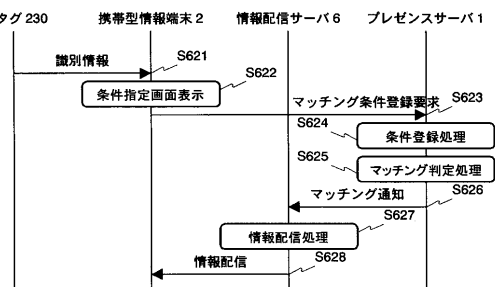 タグ230 携帯型情報端末2 情報配信サーバ6 プレゼンスサーバ1
識別情報
S621
S622
条件指定画面表示
マッチング条件登録要求
S623
S624
条件登録処理
S625
マッチング判定処理
マッチング通知
S626
S627
情報配信処理
情報配信
S628